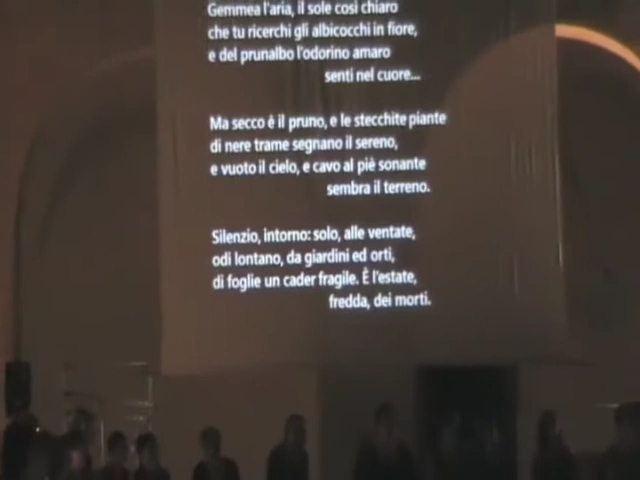 Gemmea l'aria, il sole così chiaro
che tu ricerchi gli albicocchi in fiore,
e del prunalbo l'odorino amaro
senti nel cuore...
Ma secco è il pruno, e le stecchite piante
di nere trame segnano il sereno,
e vuoto il cielo, e cavo al piè sonante
sembra il terreno.
Silenzio, intorno: solo, alle ventate,
odi lontano, da giardini ed orti,
di foglie un cader fragile. È l'estate,
fredda, dei morti.